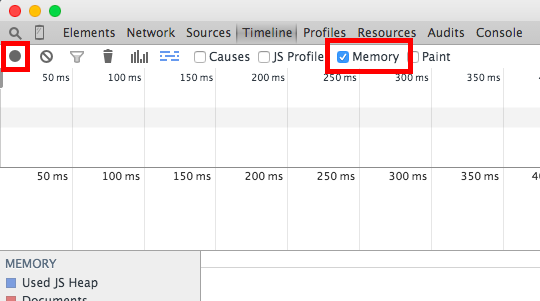 Elements Network Sources Timeline Profiles Resources Audits Console
Causes JS Profile Memory Paint
50 ms 100 ms 150 ms 200 ms 250 ms 300 ms 350 m
50 ms 100 ms 150 ms 200 ms 250 ms 300 ms 350 ms 4
MEMORY
Used JS Heap
Documents